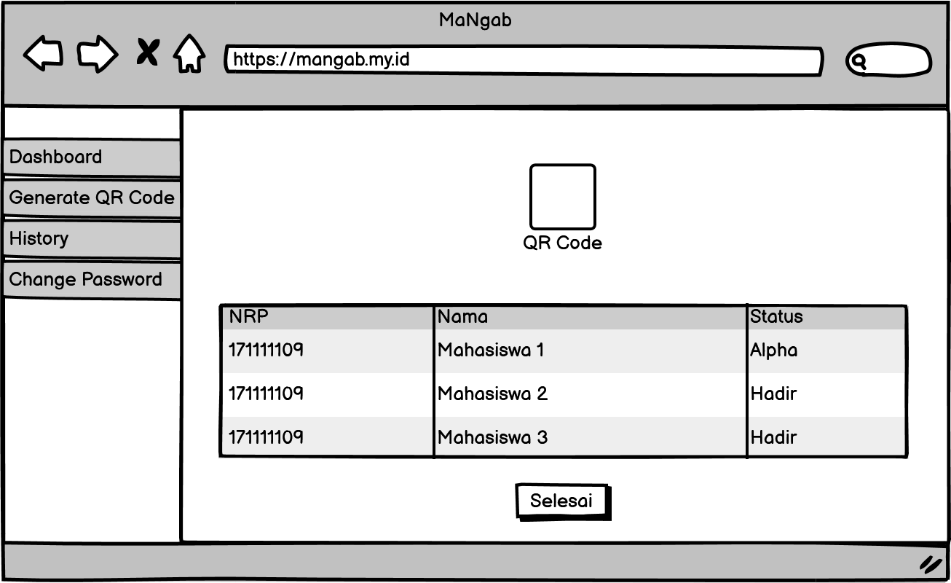 MaNgab
https://mangab.my.id
Dashboard
Generate QR Code
History
Change Password
QR Code
NRP Nama Status
171111109 Mahasiswa 1 Alpha
171111109 Mahasiswa 2 Hadir
171111109 Mahasiswa 3 Hadir
Selesai